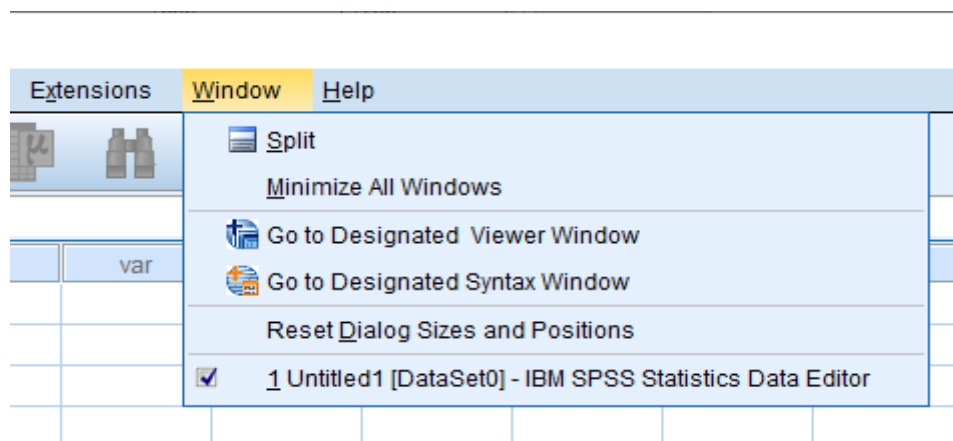 Extensions Window Help
Split
Minimize All Windows
Go to Designated Viewer Window
var
Go to Designated Syntax Window
Reset Dialog Sizes and Positions
1 Untitled1 [DataSet0] - IBM SPSS Statistics Data Editor